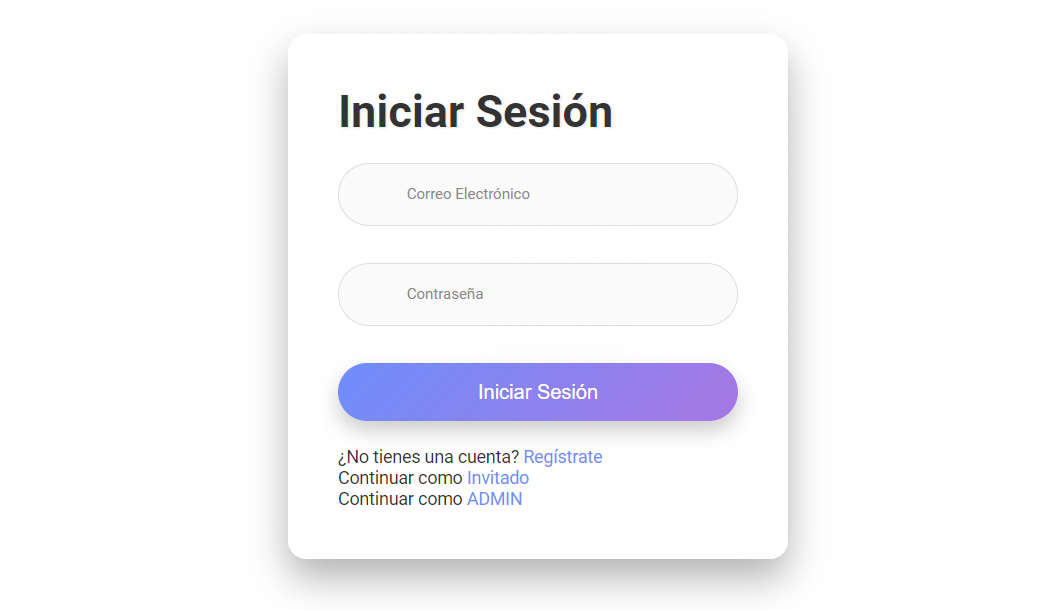 Iniciar Sesión
Correo Electrónico
Contraseña
Iniciar Sesión
¿No tienes una cuenta? Regístrate
Continuar como Invitado
Continuar como ADMIN